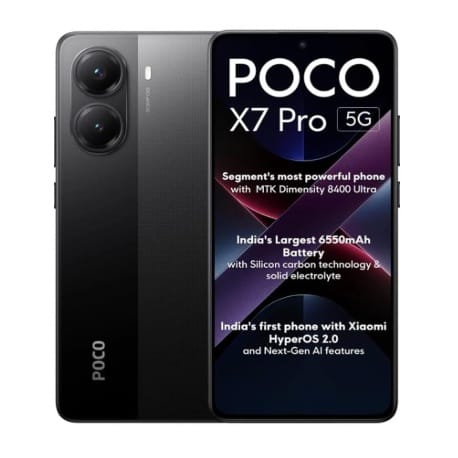 POCO
X7 Pro 5G
Segment's most powerful phone
with MTK Dimensity 8400 Ultra
India's Largest 6550mAh
Battery
with Silicon carbon technology &
solid electrolyte
India's first phone with Xiaomi
HyperOS 2.0
and Next-Gen AI features
POCO